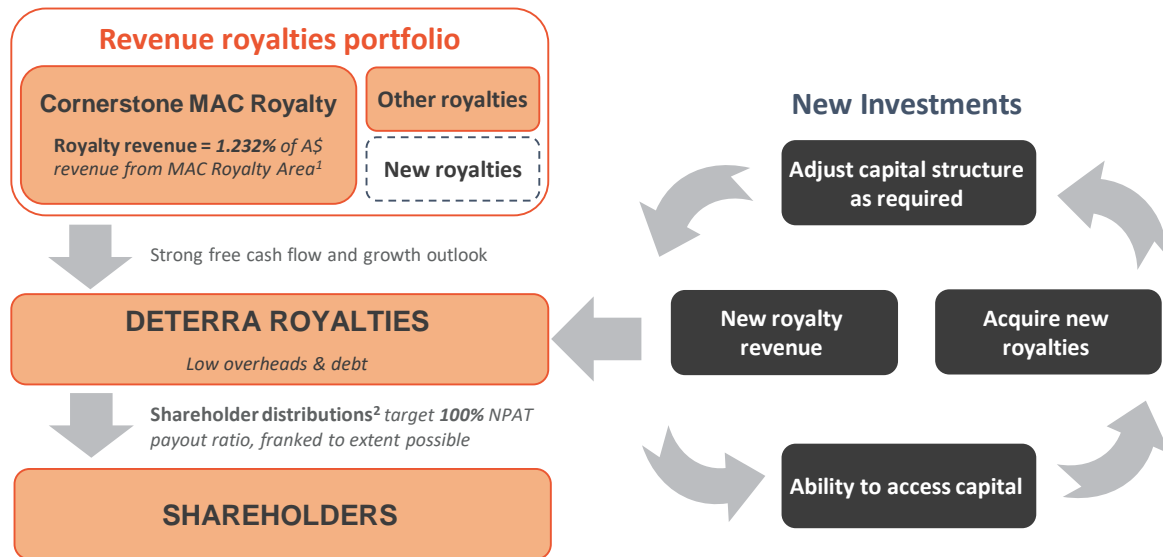 Revenue royalties portfolio
Cornerstone MAC Royalty
Royalty revenue = 1.232% of A$
revenue from MAC Royalty Area¹
Other royalties
New royalties
Strong free cash flow and growth outlook
DETERRA ROYALTIES
Low overheads & debt
Shareholder distributions² target 100% NPAT
payout ratio, franked to extent possible
SHAREHOLDERS
New Investments
Adjust capital structure
as required
New royalty
revenue
Acquire new
royalties
Ability to access capital